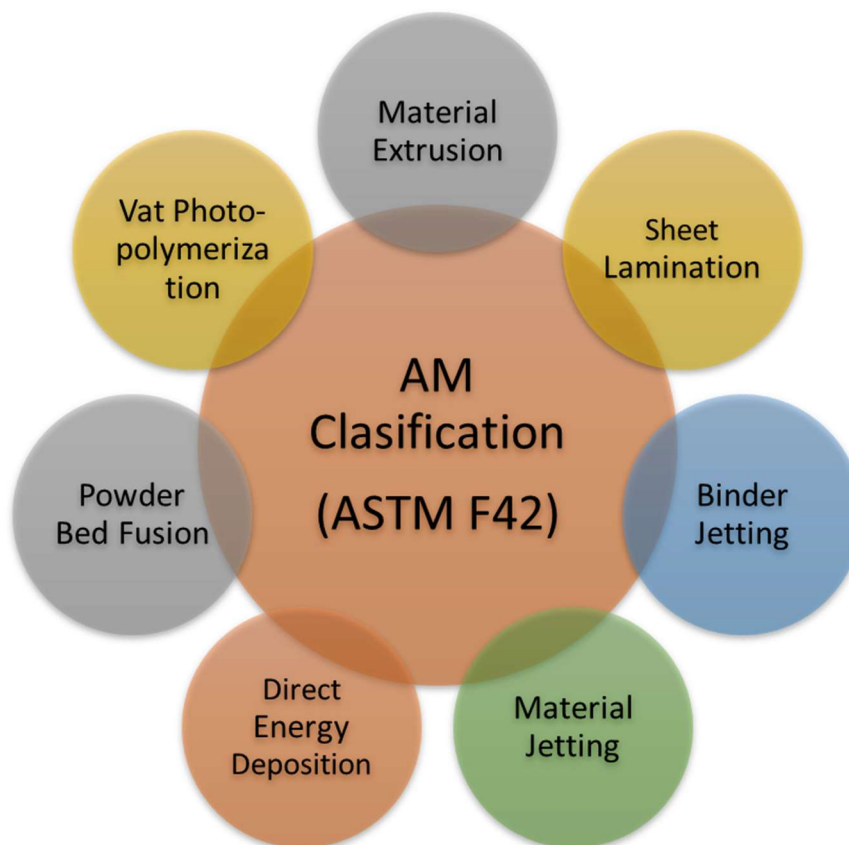 Material
Extrusion
Vat Photo-
polymeriza
tion
Sheet
Lamination
AM
Clasification
(ASTM F42)
Powder
Bed Fusion
Binder
Jetting
Direct
Energy
Deposition
Material
Jetting